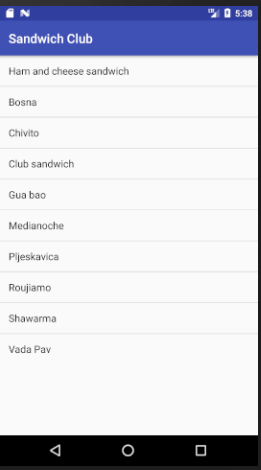 5:38
Sandwich Club
Ham and cheese sandwich
Bosna
Chivito
Club sandwich
Gua bao
Medianoche
Pljeskavica
Roujiamo
Shawarma
Vada Pav